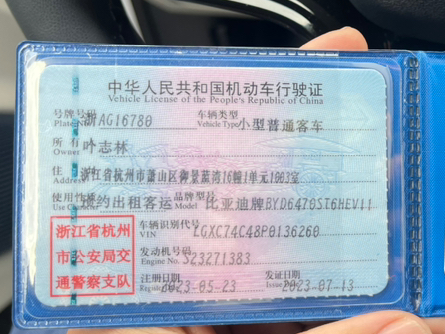 中华人民共和国机动车行驶证
Vehicle License of the People's Republic of China
号牌号码 浙AG16780 车辆类型 小型普通客车
Plate No. Vehicle Type
所有人 吟志林
Owner
住址 浙江省杭州市萧山区御景蓝湾16幢1单元1003室
Address
使用性质 预约出租客运 品牌型号 比亚迪牌BYD6470ST6HEV11
Use Character Model
浙江省杭州 车辆识别代号 LGXC74C48P0136260
VIN
市公安局交 发动机号码 S23271383
Engine No.
通警察支队 注册日期 2023-05-23 发证日期 2023-07-13
Register Date Issue Date